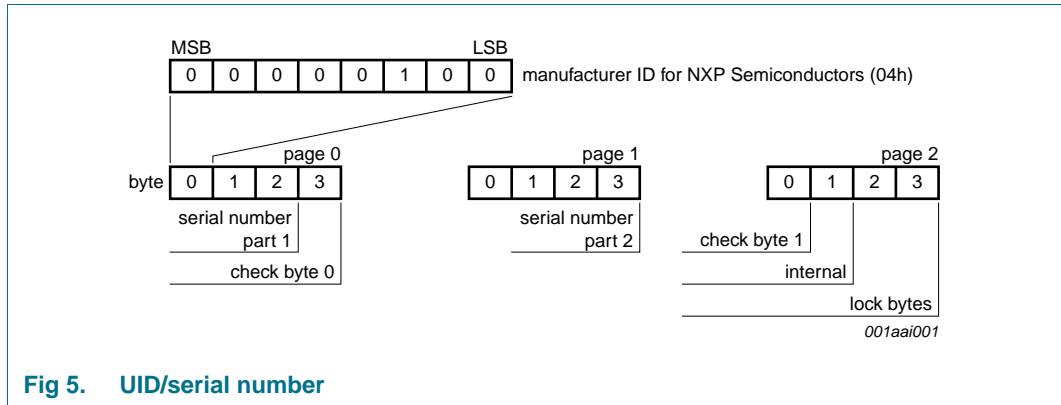 MSB LSB
0 0 0 0 0 1 0 0 manufacturer ID for NXP Semiconductors (04h)
page 0 page 1 page 2
byte 0 1 2 3 0 1 2 3 0 1 2 3
serial number serial number
part 1 part 2 check byte 1
check byte 0 internal
lock bytes
001aai001
Fig 5. UID/serial number